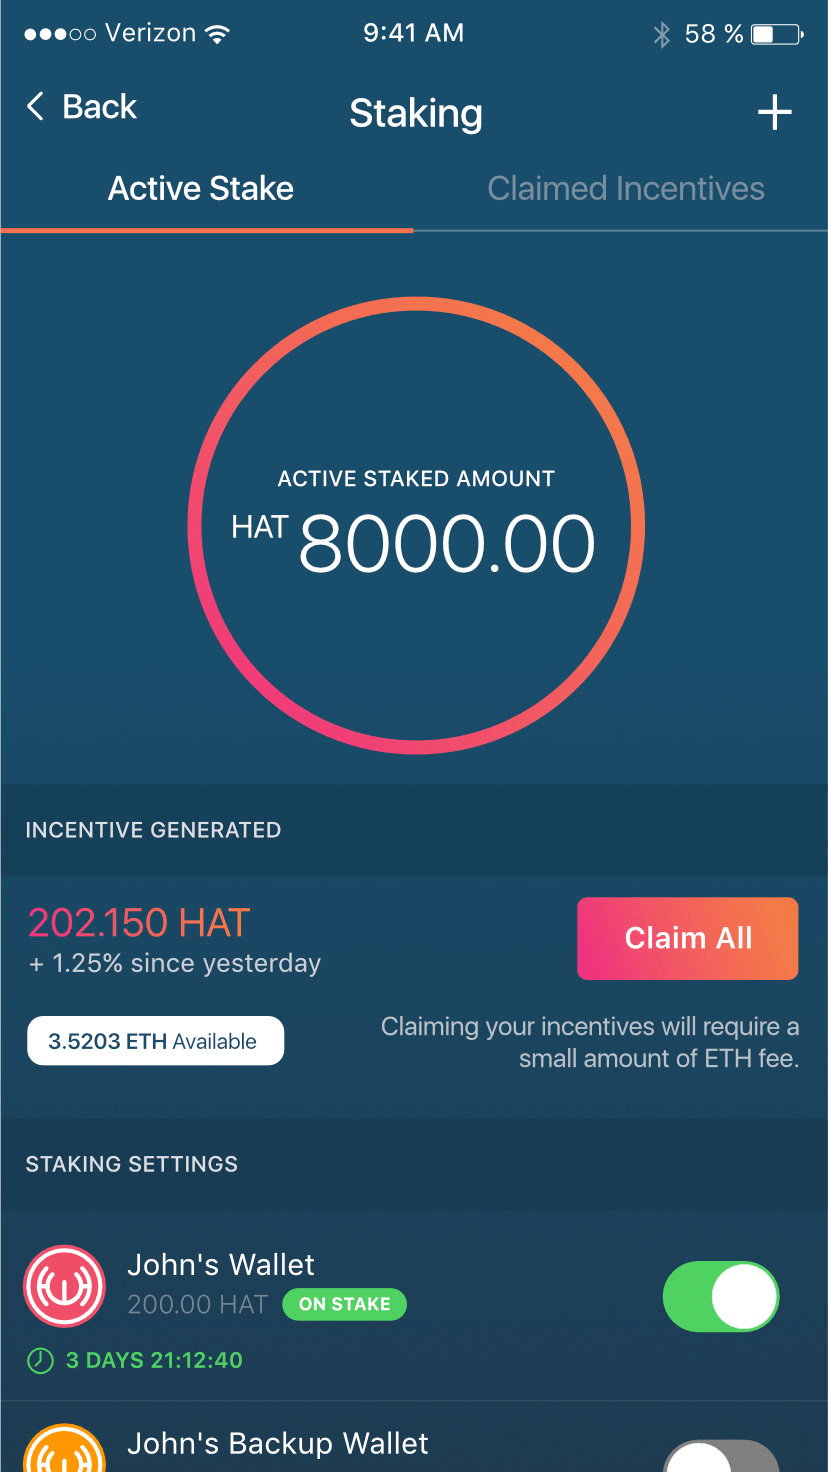 Verizon 9:41 AM 58 %
Back Staking +
Active Stake Claimed Incentives
ACTIVE STAKED AMOUNT
HAT 8000.00
INCENTIVE GENERATED
202.150 HAT
Claim All
+ 1.25% since yesterday
3.5203 ETH Available
Claiming your incentives will require a
small amount of ETH fee.
STAKING SETTINGS
John's Wallet
200.00 HAT ON STAKE
3 DAYS 21:12:40
John's Backup Wallet